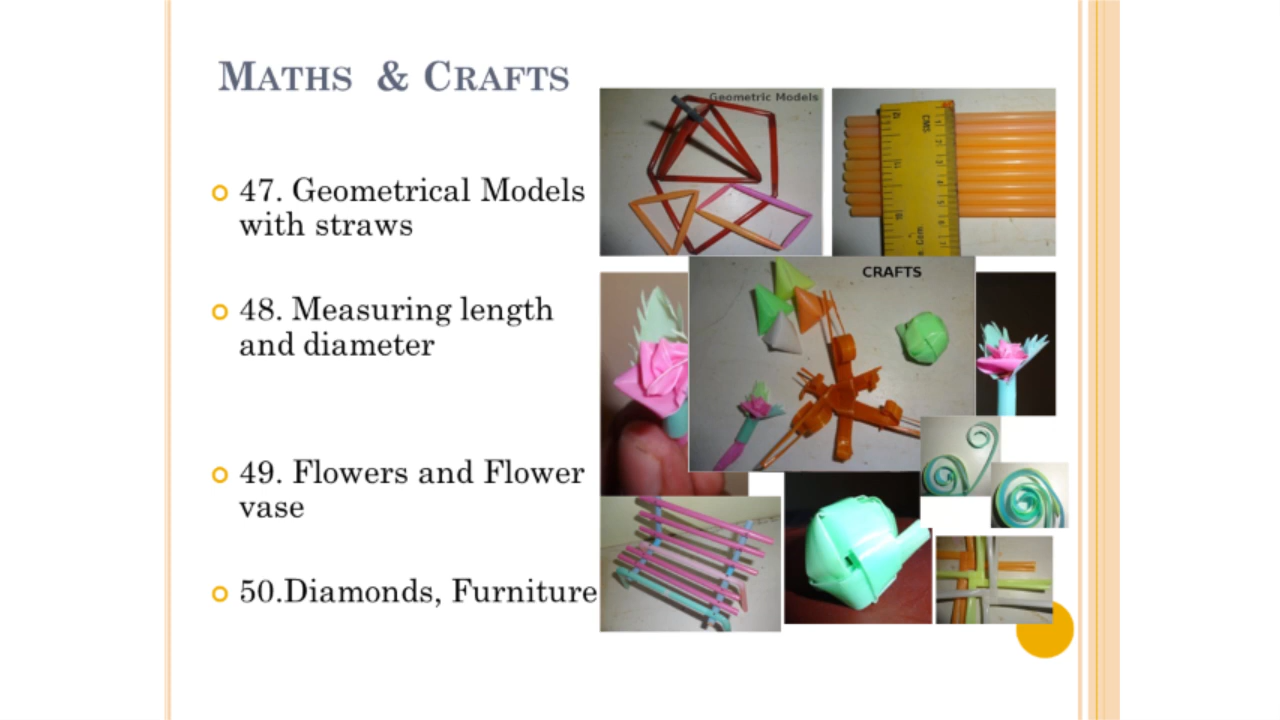 MATHS & CRAFTS
47. Geometrical Models
with straws
48. Measuring length
and diameter
49. Flowers and Flower
vase
50.Diamonds, Furniture
Geometric Models
CRAFTS